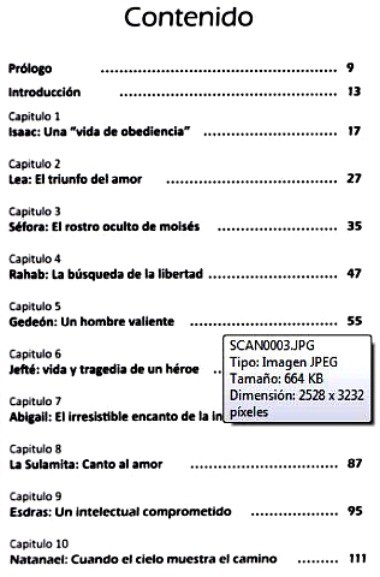 Contenido
Prólogo ........ 9
Introducción ........ 13
Capitulo 1
Isaac: Una "vida de obediencia" ........ 17
Capitulo 2
Lea: El triunfo del amor ........ 27
Capitulo 3
Séfora: El rostro oculto de moisés ........ 35
Capitulo 4
Rahab: La búsqueda de la libertad ........ 47
Capitulo 5
Gedeón: Un hombre valiente ........ 55
Capitulo 6
Jefté: vida y tragedia de un héroe ..
Capitulo 7
Abigail: El irresistible encanto de la in
SCAN0003.JPG
Tipo: Imagen JPEG
Tamaño: 664 KB
Dimensión: 2528 x 3232
píxeles
Capitulo 8
La Sulamita: Canto al amor ........ 87
Capitulo 9
Esdras: Un intelectual comprometido ........ 95
Capitulo 10
Natanael: Cuando el cielo muestra el camino ........ 111